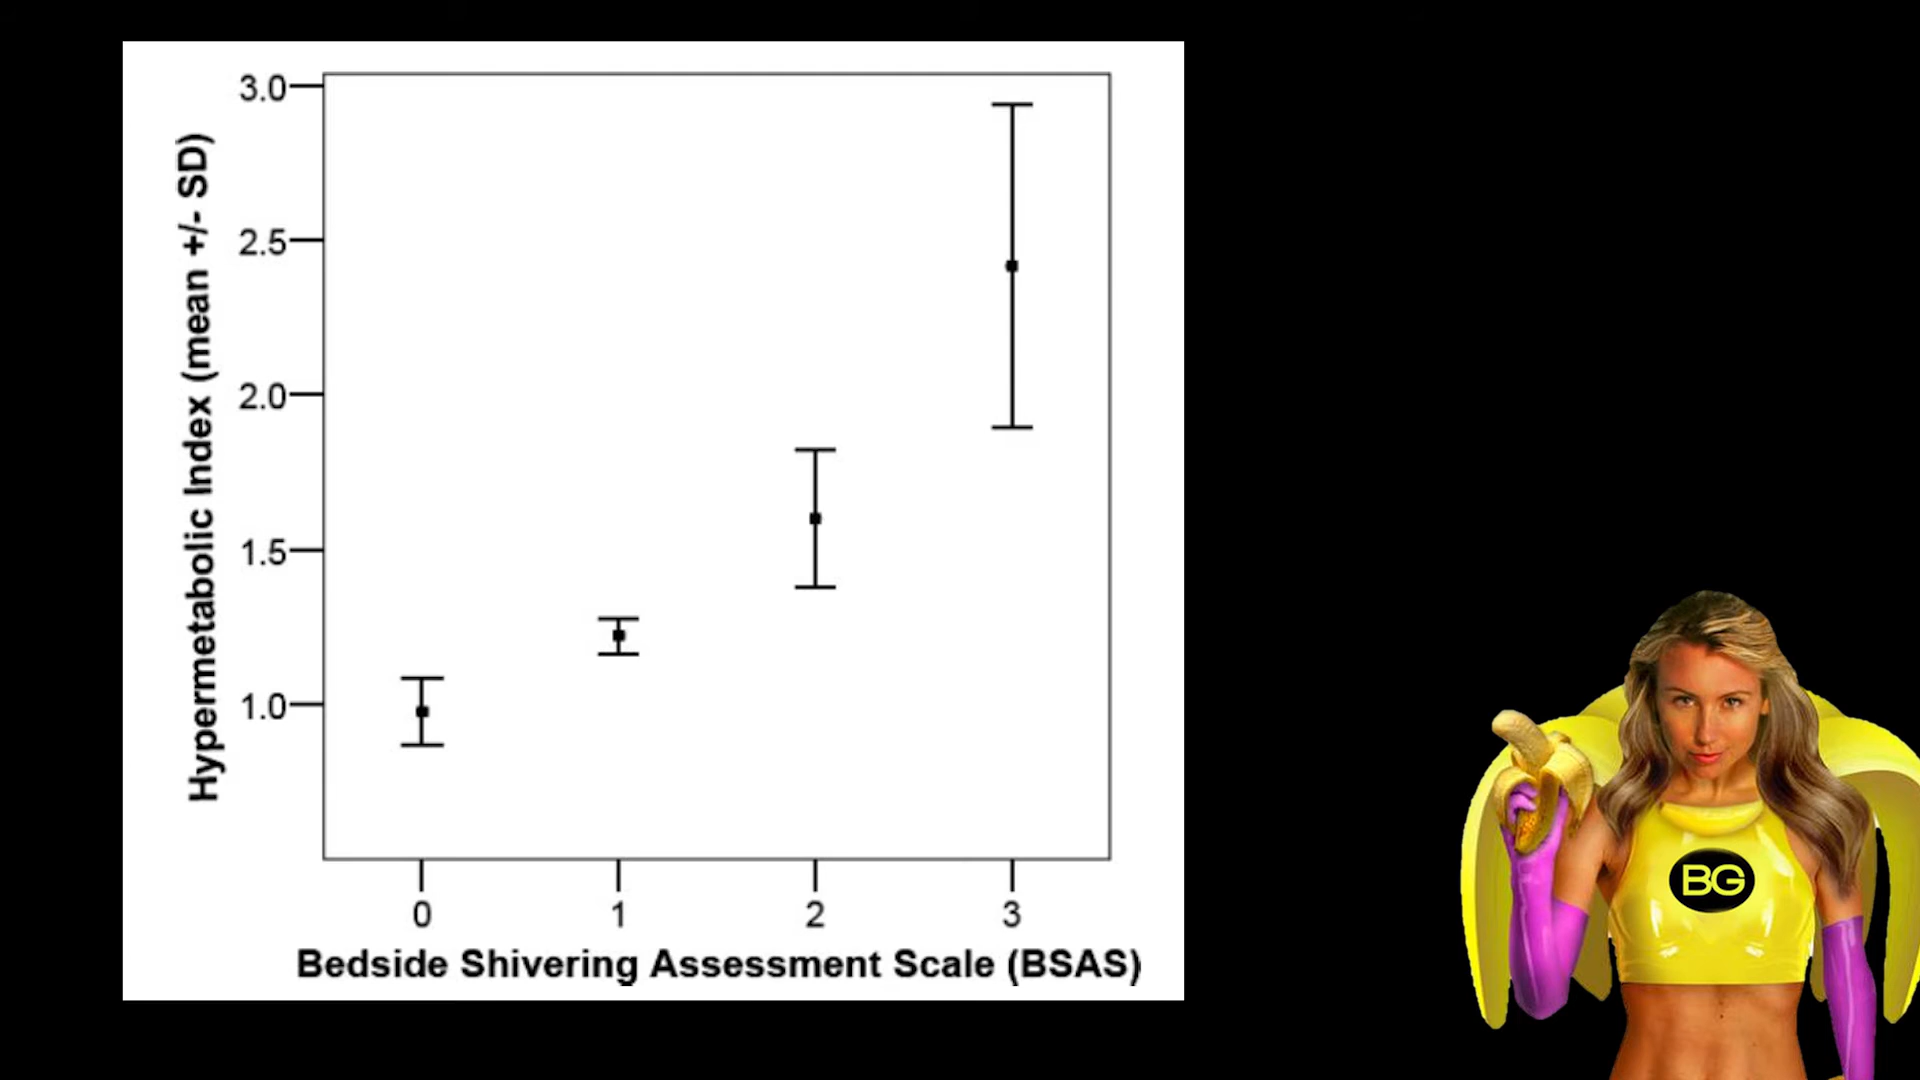 Hypermetabolic Index (mean +/- SD)
3.0
2.5
2.0
1.5
1.0
0 1 2 3
Bedside Shivering Assessment Scale (BSAS)
BG